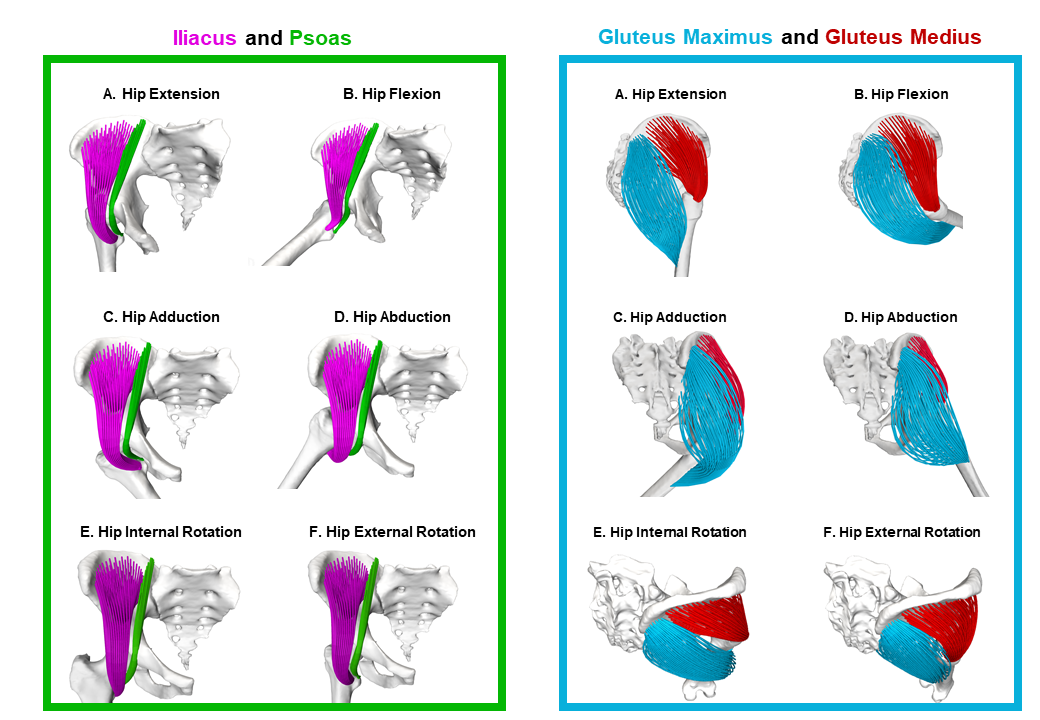 Iliacus and Psoas
A. Hip Extension
B. Hip Flexion
C. Hip Adduction
D. Hip Abduction
E. Hip Internal Rotation
F. Hip External Rotation
Gluteus Maximus and Gluteus Medius
A. Hip Extension
B. Hip Flexion
C. Hip Adduction
D. Hip Abduction
E. Hip Internal Rotation
F. Hip External Rotation